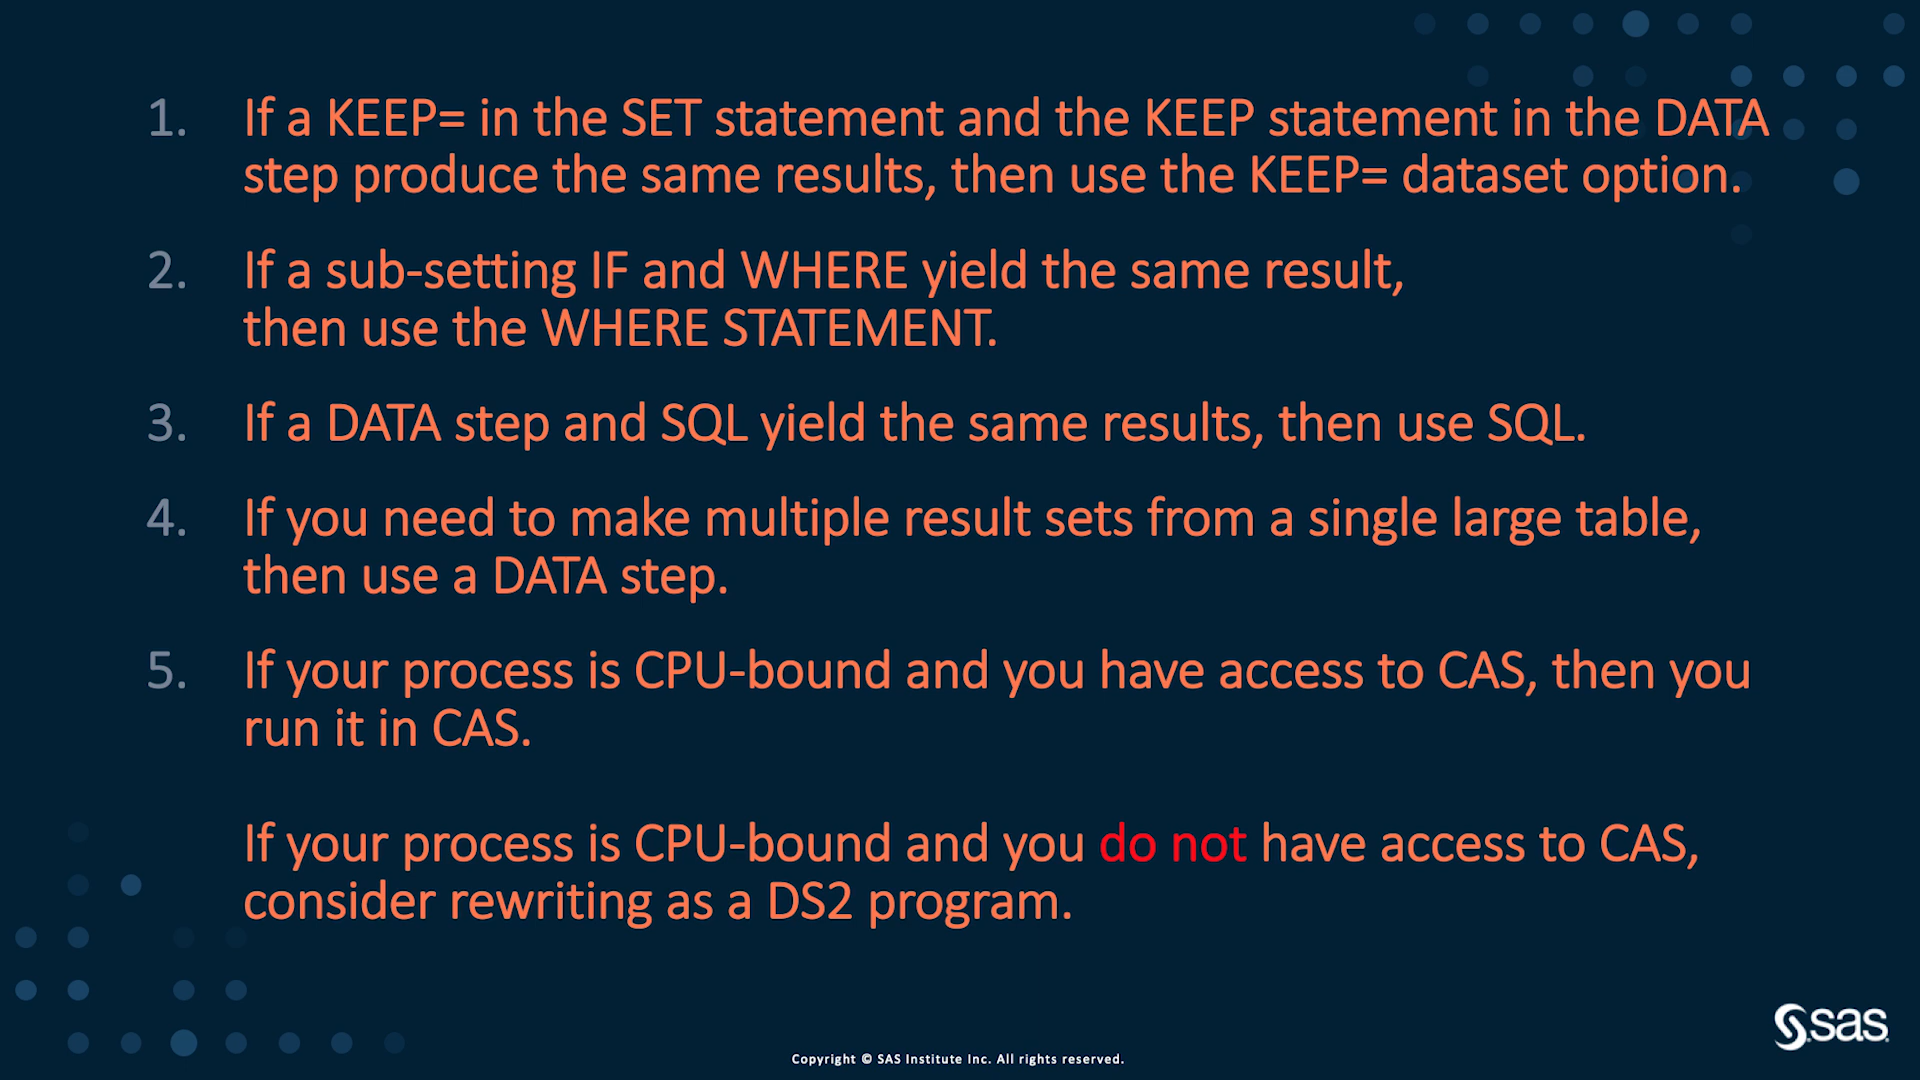 1. If a KEEP= in the SET statement and the KEEP statement in the DATA
step produce the same results, then use the KEEP= dataset option.
2. If a sub-setting IF and WHERE yield the same result,
then use the WHERE STATEMENT.
3. If a DATA step and SQL yield the same results, then use SQL.
4. If you need to make multiple result sets from a single large table,
then use a DATA step.
5. If your process is CPU-bound and you have access to CAS, then you
run it in CAS.
If your process is CPU-bound and you do not have access to CAS,
consider rewriting as a DS2 program.
sas
Copyright © SAS Institute Inc. All rights reserved.